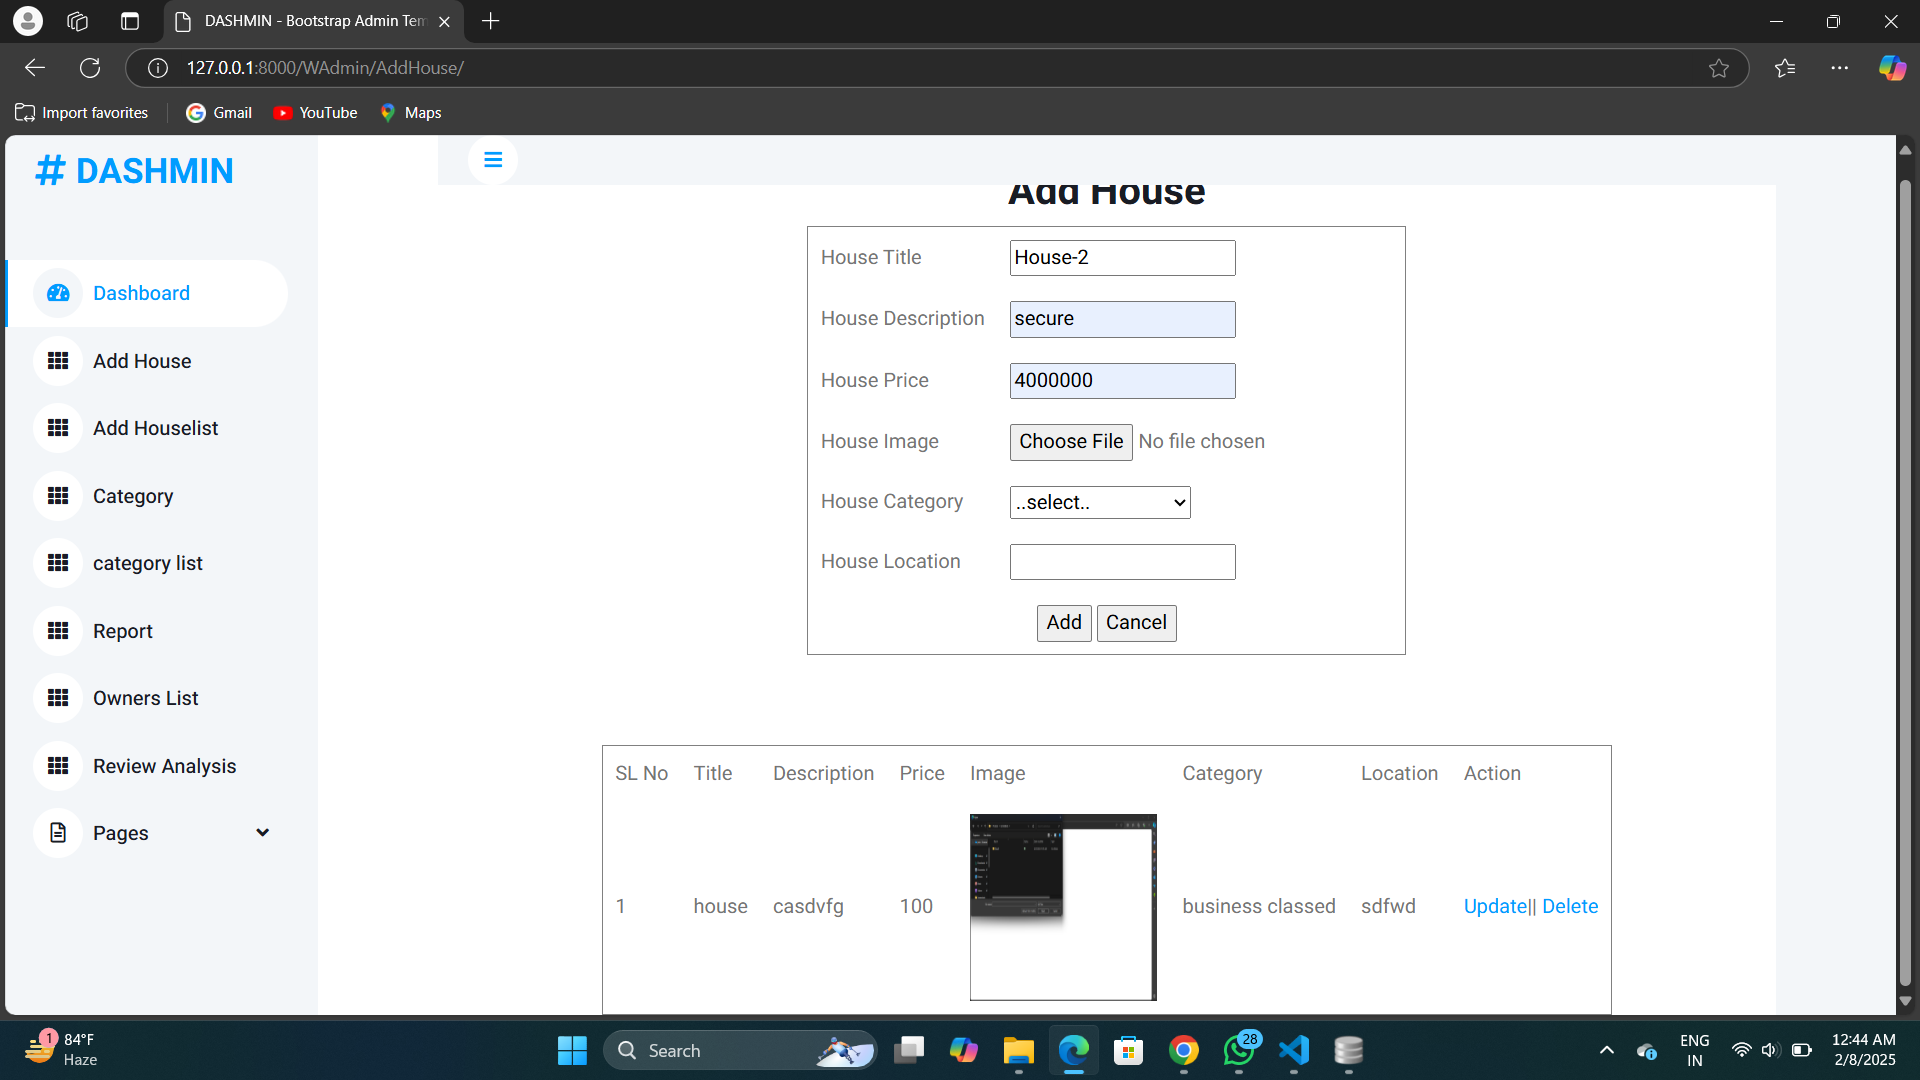 DASHMIN - Bootstrap Admin Tem
127.0.0.1:8000/WAdmin/AddHouse/
Import favorites
Gmail
YouTube
Maps
# DASHMIN
Dashboard
Add House
Add Houselist
Category
category list
Report
Owners List
Review Analysis
Pages
Add House
House Title House-2
House Description secure
House Price 4000000
House Image Choose File No file chosen
House Category ..select..
House Location
Add Cancel
SL No Title Description Price Image Category Location Action
1 house casdvfg 100 business classed sdfwd Update|| Delete
1
84°F
Haze
Search
28
ENG
IN
12:44 AM
2/8/2025